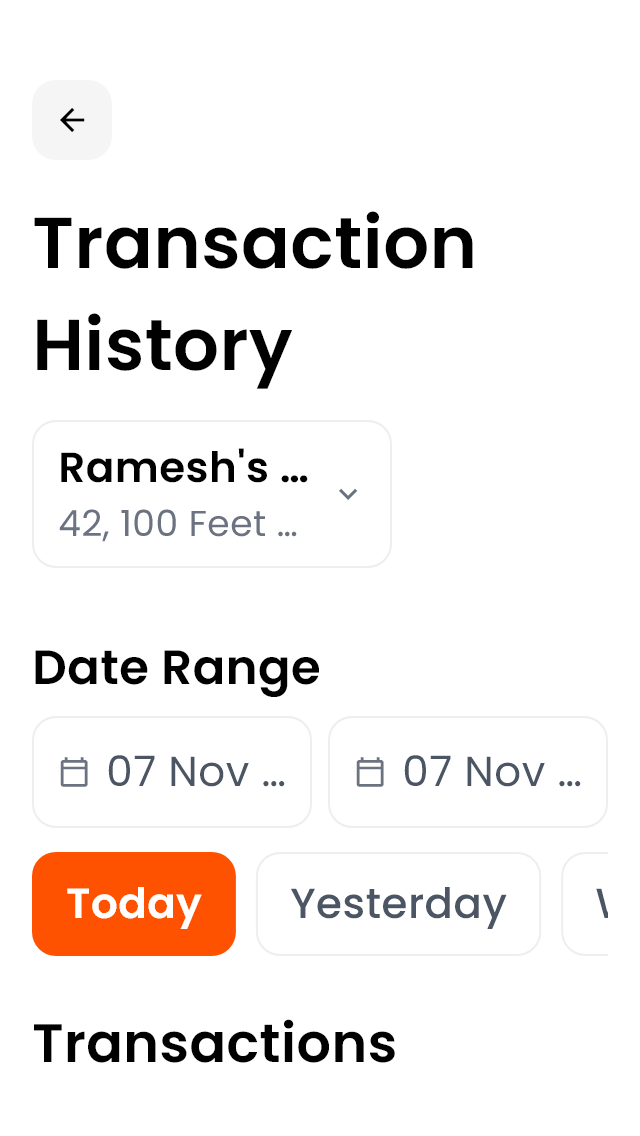 Transaction
History
Ramesh's ...
42, 100 Feet ...
Date Range
07 Nov ... 07 Nov ...
Today Yesterday
Transactions